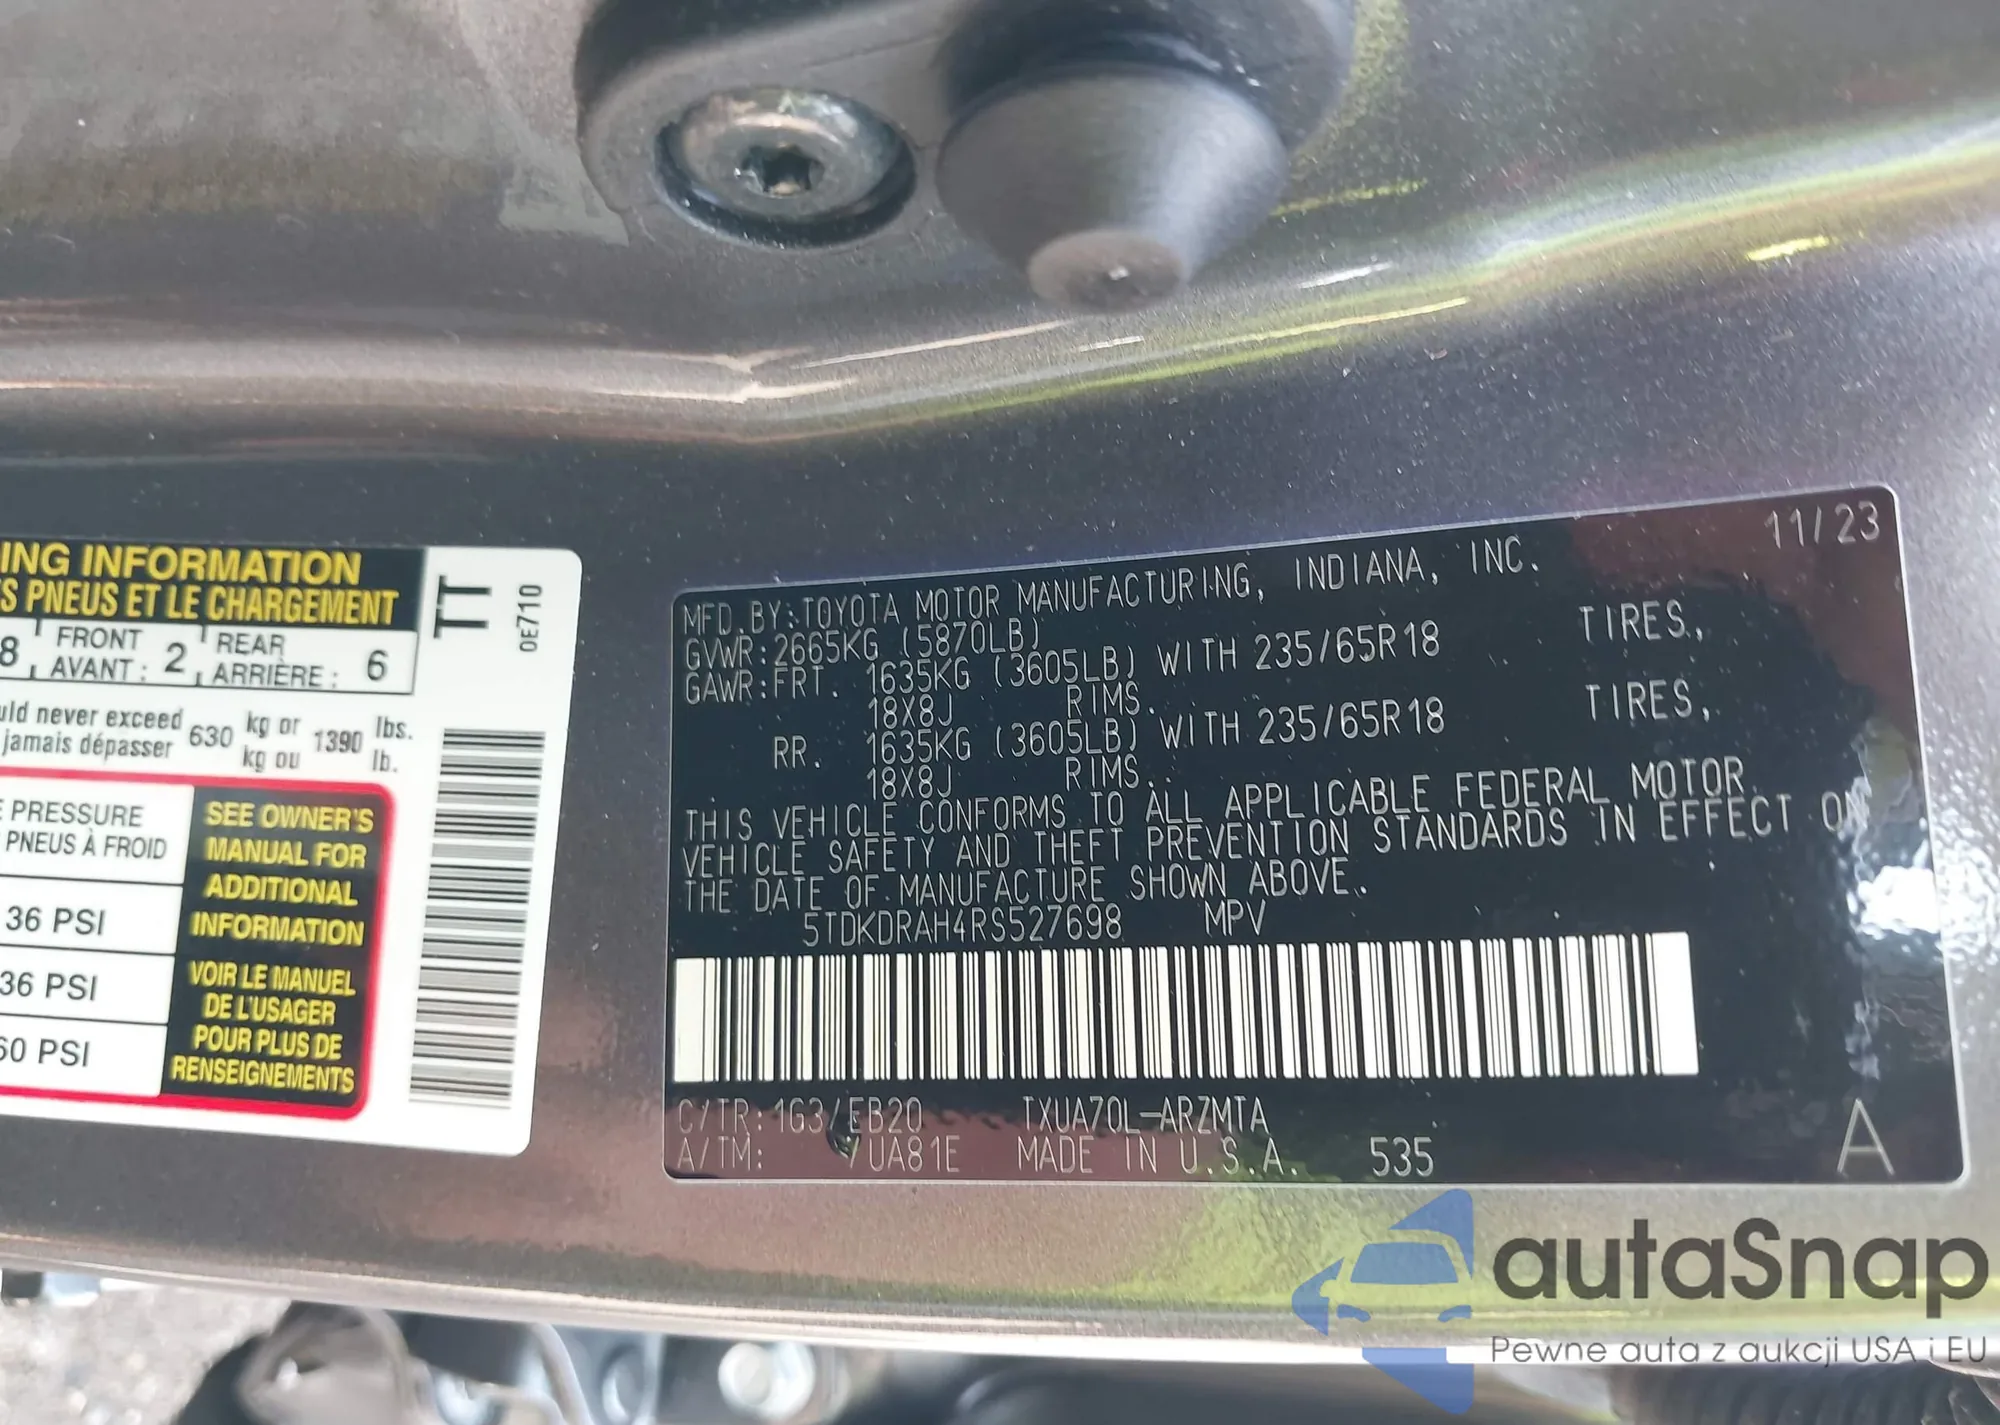 ING INFORMATION
S PNEUS ET LE CHARGEMENT
TT
0E710
8
FRONT
AVANT : 2
REAR
ARRIÈRE : 6
uld never exceed 630 kg or 1390 lbs.
jamais dépasser kg ou lb.
E PRESSURE
PNEUS À FROID
36 PSI
36 PSI
60 PSI
SEE OWNER'S
MANUAL FOR
ADDITIONAL
INFORMATION
VOIR LE MANUEL
DE L'USAGER
POUR PLUS DE
RENSEIGNEMENTS
11/23
MFD. BY: TOYOTA MOTOR MANUFACTURING, INDIANA, INC.
GVWR: 2665KG (5870LB)
GAWR: FRT. 1635KG (3605LB) WITH 235/65R18 TIRES,
18X8J RIMS.
RR. 1635KG (3605LB) WITH 235/65R18 TIRES,
18X8J RIMS.
THIS VEHICLE CONFORMS TO ALL APPLICABLE FEDERAL MOTOR
VEHICLE SAFETY AND THEFT PREVENTION STANDARDS IN EFFECT ON
THE DATE OF MANUFACTURE SHOWN ABOVE.
5TDKDRAH4RS527698 MPV
C/TR: 1G3/EB20 TXUA70L-ARZMTA
A/TM: /UA81E MADE IN U.S.A. 535
A
autaSnap
Pewne auta z aukcji USA i EU